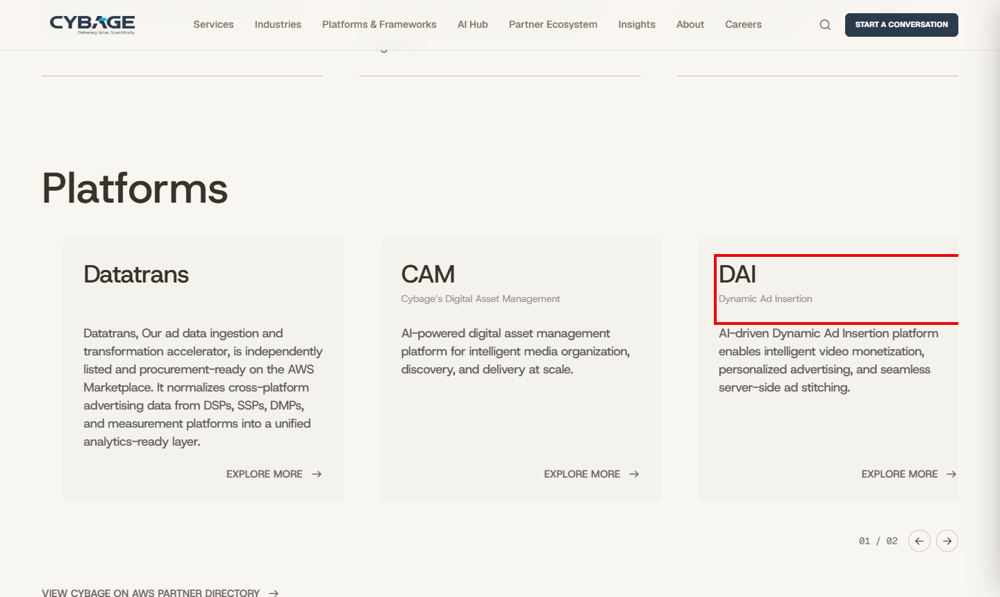 CYBAGE
Delivering Value. Scientifically.
Services
Industries
Platforms & Frameworks
AI Hub
Partner Ecosystem
Insights
About
Careers
START A CONVERSATION
Platforms
Datatrans
Datatrans, Our ad data ingestion and
transformation accelerator, is independently
listed and procurement-ready on the AWS
Marketplace. It normalizes cross-platform
advertising data from DSPs, SSPs, DMPs,
and measurement platforms into a unified
analytics-ready layer.
EXPLORE MORE →
CAM
Cybage's Digital Asset Management
AI-powered digital asset management
platform for intelligent media organization,
discovery, and delivery at scale.
EXPLORE MORE →
DAI
Dynamic Ad Insertion
AI-driven Dynamic Ad Insertion platform
enables intelligent video monetization,
personalized advertising, and seamless
server-side ad stitching.
EXPLORE MORE →
01 / 02
VIEW CYBAGE ON AWS PARTNER DIRECTORY →